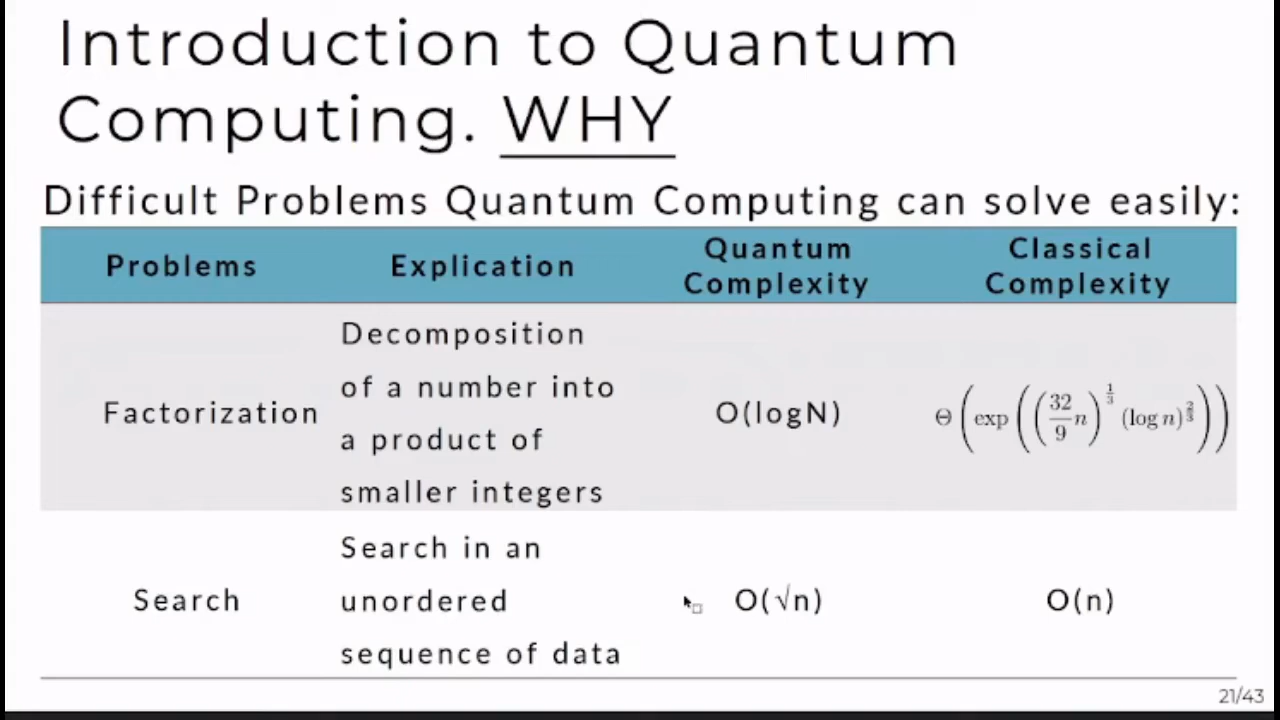 Introduction to Quantum
Computing. WHY
Difficult Problems Quantum Computing can solve easily:
Problems
Explication
Quantum
Complexity
Classical
Complexity
Factorization
Decomposition
of a number into
a product of
smaller integers
O(logN)
Θ(exp((32/9 n)^(1/3) (log n)^(2/3)))
Search
Search in an
unordered
sequence of data
O(√n)
O(n)
21/43